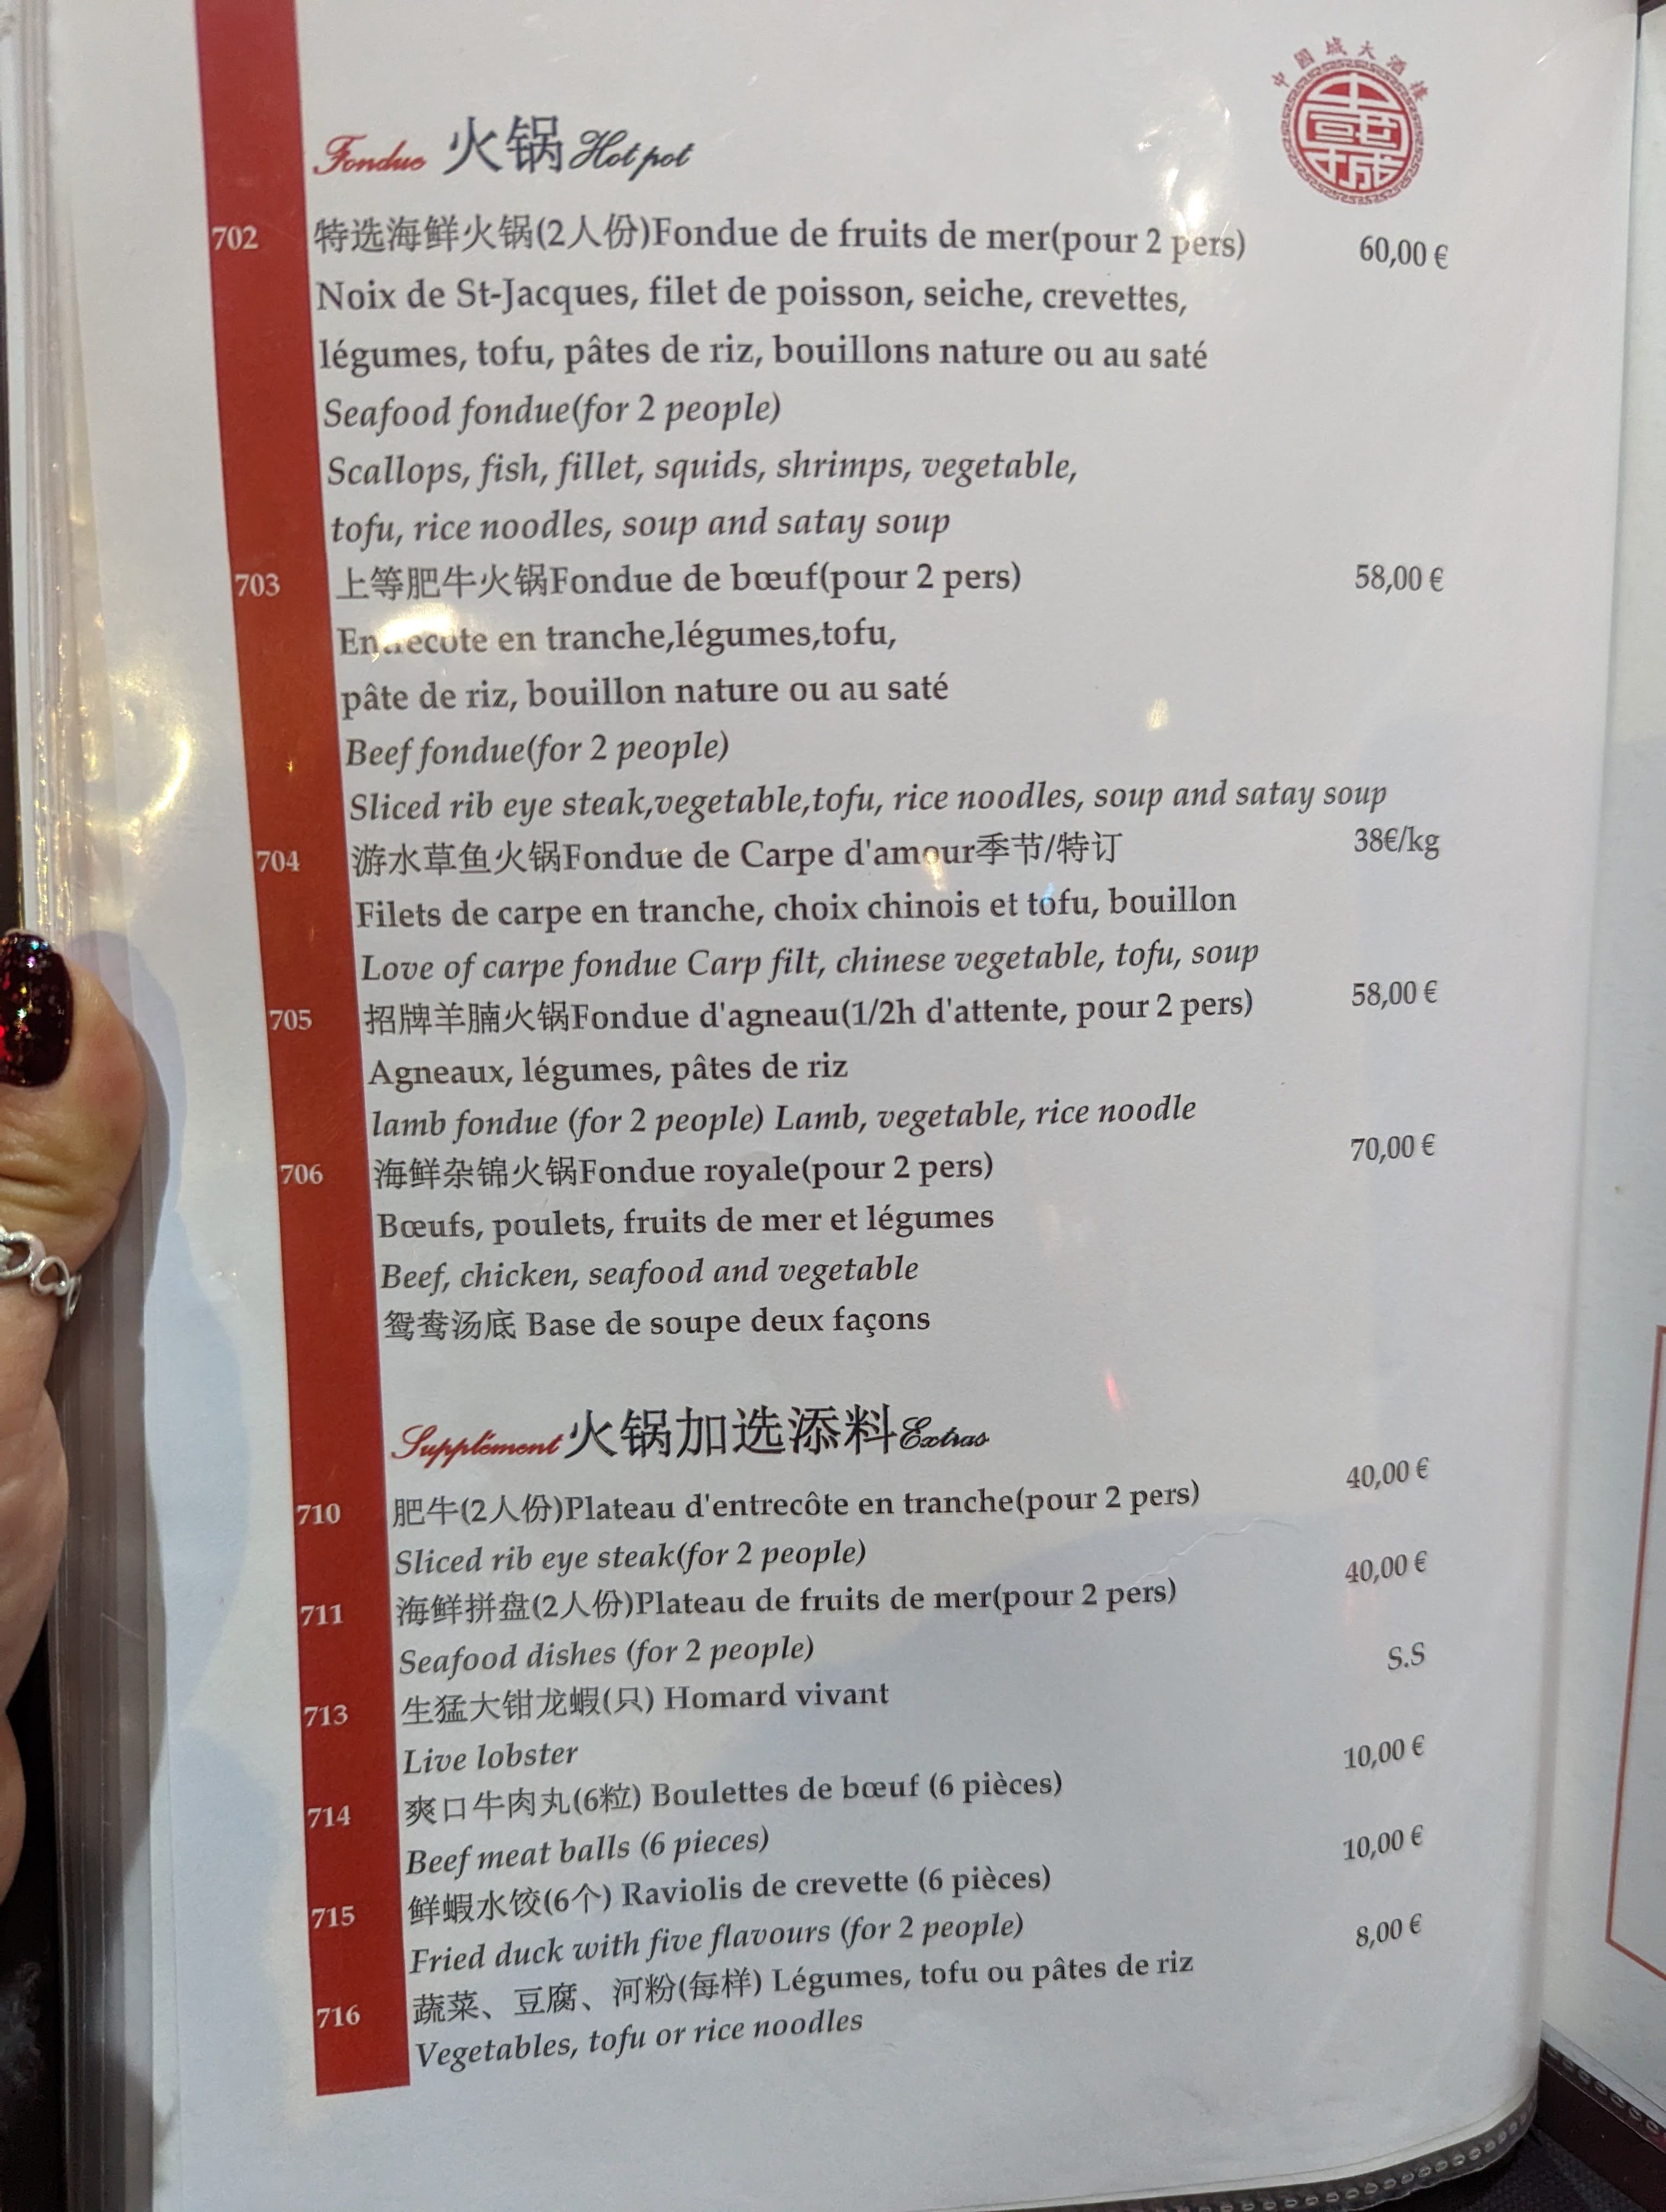 中國城大酒樓
Fondue 火锅 Hot pot
702 特选海鲜火锅(2人份)Fondue de fruits de mer(pour 2 pers) 60,00 €
Noix de St-Jacques, filet de poisson, seiche, crevettes,
légumes, tofu, pâtes de riz, bouillons nature ou au saté
Seafood fondue(for 2 people)
Scallops, fish, fillet, squids, shrimps, vegetable,
tofu, rice noodles, soup and satay soup
703 上等肥牛火锅Fondue de bœuf(pour 2 pers) 58,00 €
Entrecote en tranche,légumes,tofu,
pâte de riz, bouillon nature ou au saté
Beef fondue(for 2 people)
Sliced rib eye steak,vegetable,tofu, rice noodles, soup and satay soup
704 游水草鱼火锅Fondue de Carpe d'amour季节/特订 38€/kg
Filets de carpe en tranche, choix chinois et tofu, bouillon
Love of carpe fondue Carp filt, chinese vegetable, tofu, soup
705 招牌羊腩火锅Fondue d'agneau(1/2h d'attente, pour 2 pers) 58,00 €
Agneaux, légumes, pâtes de riz
lamb fondue (for 2 people) Lamb, vegetable, rice noodle
706 海鲜杂锦火锅Fondue royale(pour 2 pers) 70,00 €
Bœufs, poulets, fruits de mer et légumes
Beef, chicken, seafood and vegetable
鸳鸯汤底 Base de soupe deux façons
Supplément 火锅加选添料 Extras
710 肥牛(2人份)Plateau d'entrecôte en tranche(pour 2 pers) 40,00 €
Sliced rib eye steak(for 2 people)
711 海鲜拼盘(2人份)Plateau de fruits de mer(pour 2 pers) 40,00 €
Seafood dishes (for 2 people)
713 生猛大钳龙蝦(只) Homard vivant S.S
Live lobster
714 爽口牛肉丸(6粒) Boulettes de bœuf (6 pièces) 10,00 €
Beef meat balls (6 pieces)
715 鲜蝦水饺(6个) Raviolis de crevette (6 pièces) 10,00 €
Fried duck with five flavours (for 2 people)
716 蔬菜、豆腐、河粉(每样) Légumes, tofu ou pâtes de riz 8,00 €
Vegetables, tofu or rice noodles